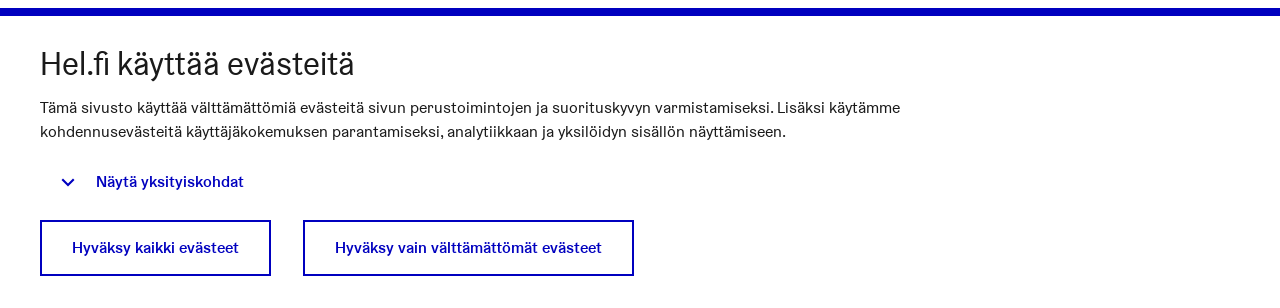 Hel.fi käyttää evästeitä
Tämä sivusto käyttää välttämättömiä evästeitä sivun perustoimintojen ja suorituskyvyn varmistamiseksi. Lisäksi käytämme
kohdennusevästeitä käyttäjäkokemuksen parantamiseksi, analytiikkaan ja yksilöidyn sisällön näyttämiseen.
Näytä yksityiskohdat
Hyväksy kaikki evästeet
Hyväksy vain välttämättömät evästeet